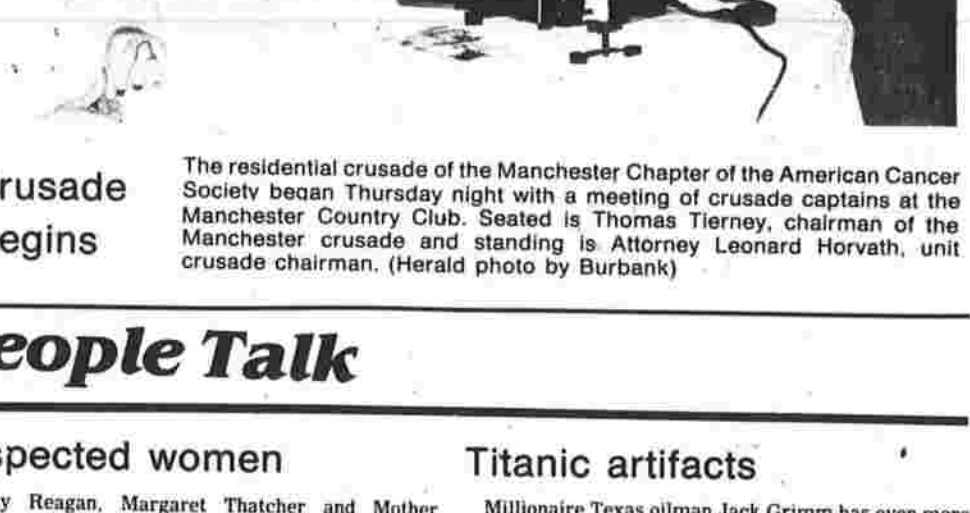 rusade
egins
The residential crusade of the Manchester Chapter of the American Cancer
Society began Thursday night with a meeting of crusade captains at the
Manchester Country Club. Seated is Thomas Tierney, chairman of the
Manchester crusade and standing is Attorney Leonard Horvath, unit
crusade chairman. (Herald photo by Burbank)
eople Talk
spected women
y Reagan, Margaret Thatcher and Mother
Titanic artifacts
Millionaire Texas oilman Jack Grimm has even more